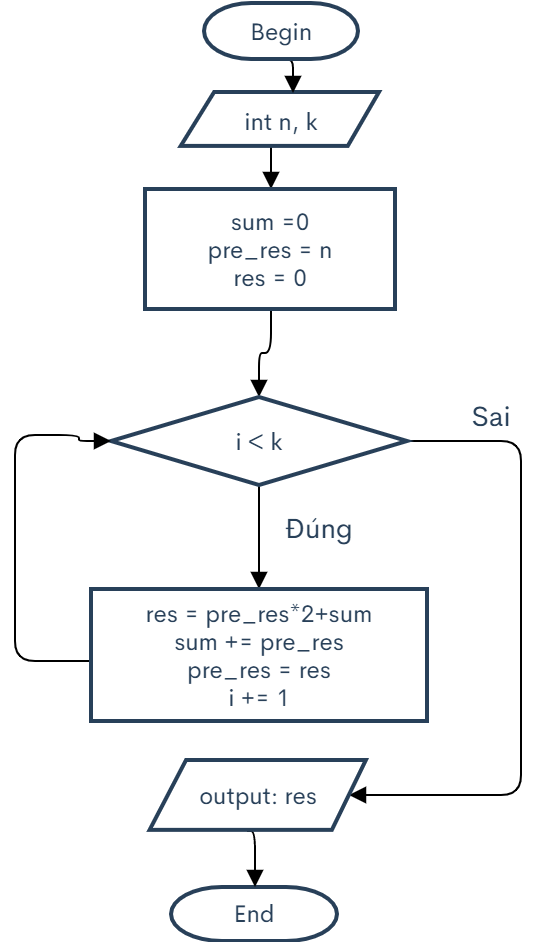 Begin
int n, k
sum =0
pre_res = n
res = 0
i < k
Sai
Đúng
res = pre_res*2+sum
sum += pre_res
pre_res = res
i += 1
output: res
End